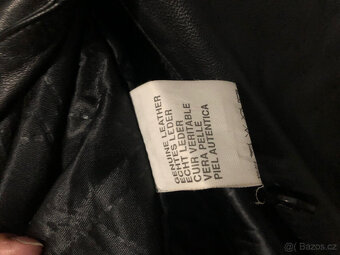 GENUINE LEATHER
ECHTES LEDER
ECHT LEDER
CUIR VERITABLE
VERA PELLE
PIEL AUTENTICA
© Bazos.cz